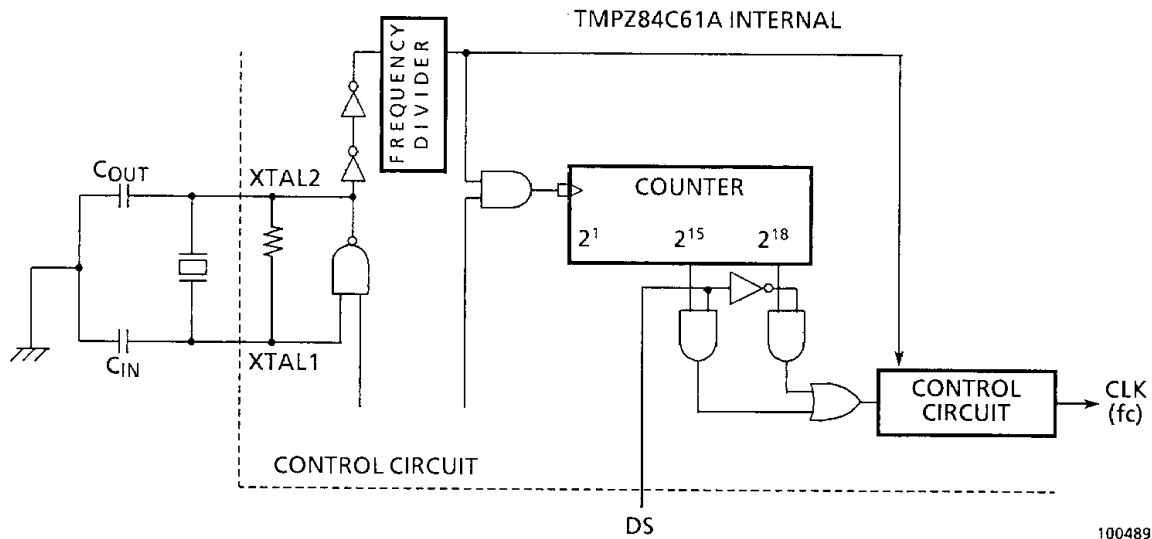 TMPZ84C61A INTERNAL
FREQUENCY
DIVIDER
COUT
XTAL2
COUNTER
2¹ 2¹⁵ 2¹⁸
CIN
XTAL1
CONTROL
CIRCUIT
CLK
(fc)
CONTROL CIRCUIT
DS
100489